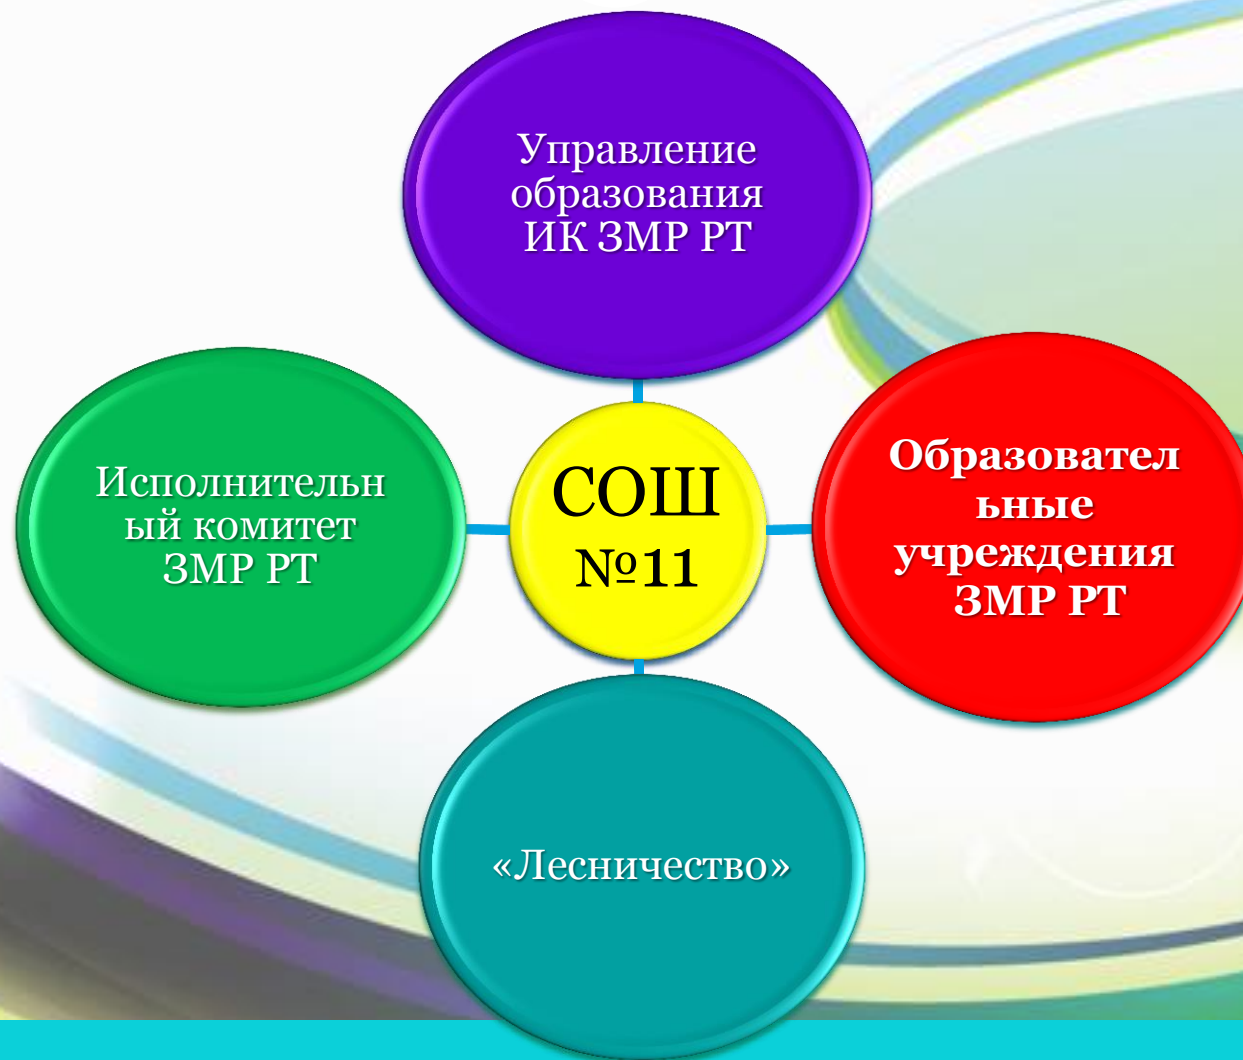 Управление
образования
ИК ЗМР РТ
Исполнительн
ый комитет
ЗМР РТ
СОШ
№11
Образовател
ьные
учреждения
ЗМР РТ
«Лесничество»